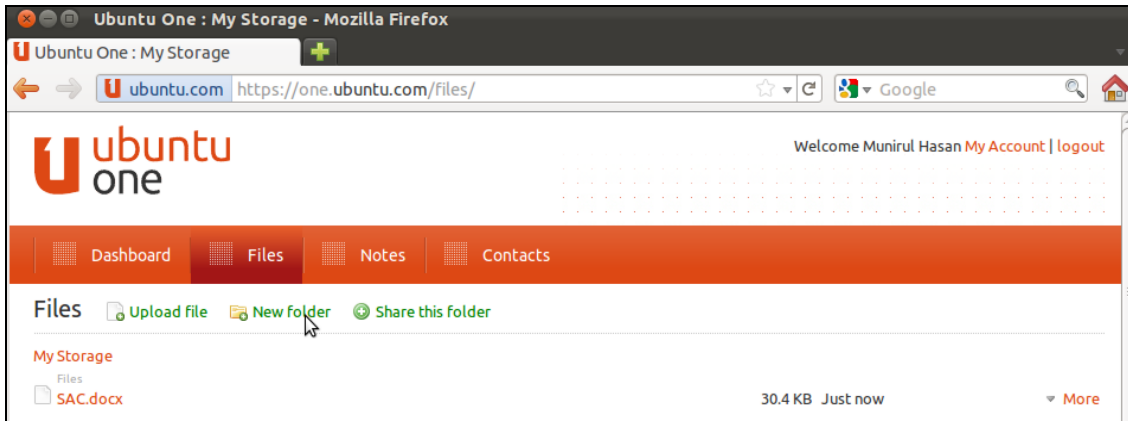 Ubuntu One : My Storage - Mozilla Firefox
Ubuntu One : My Storage
ubuntu.com https://one.ubuntu.com/files/ Google
ubuntu
one
Welcome Munirul Hasan My Account | logout
Dashboard Files Notes Contacts
Files Upload file New folder Share this folder
My Storage
Files
SAC.docx 30.4 KB Just now More